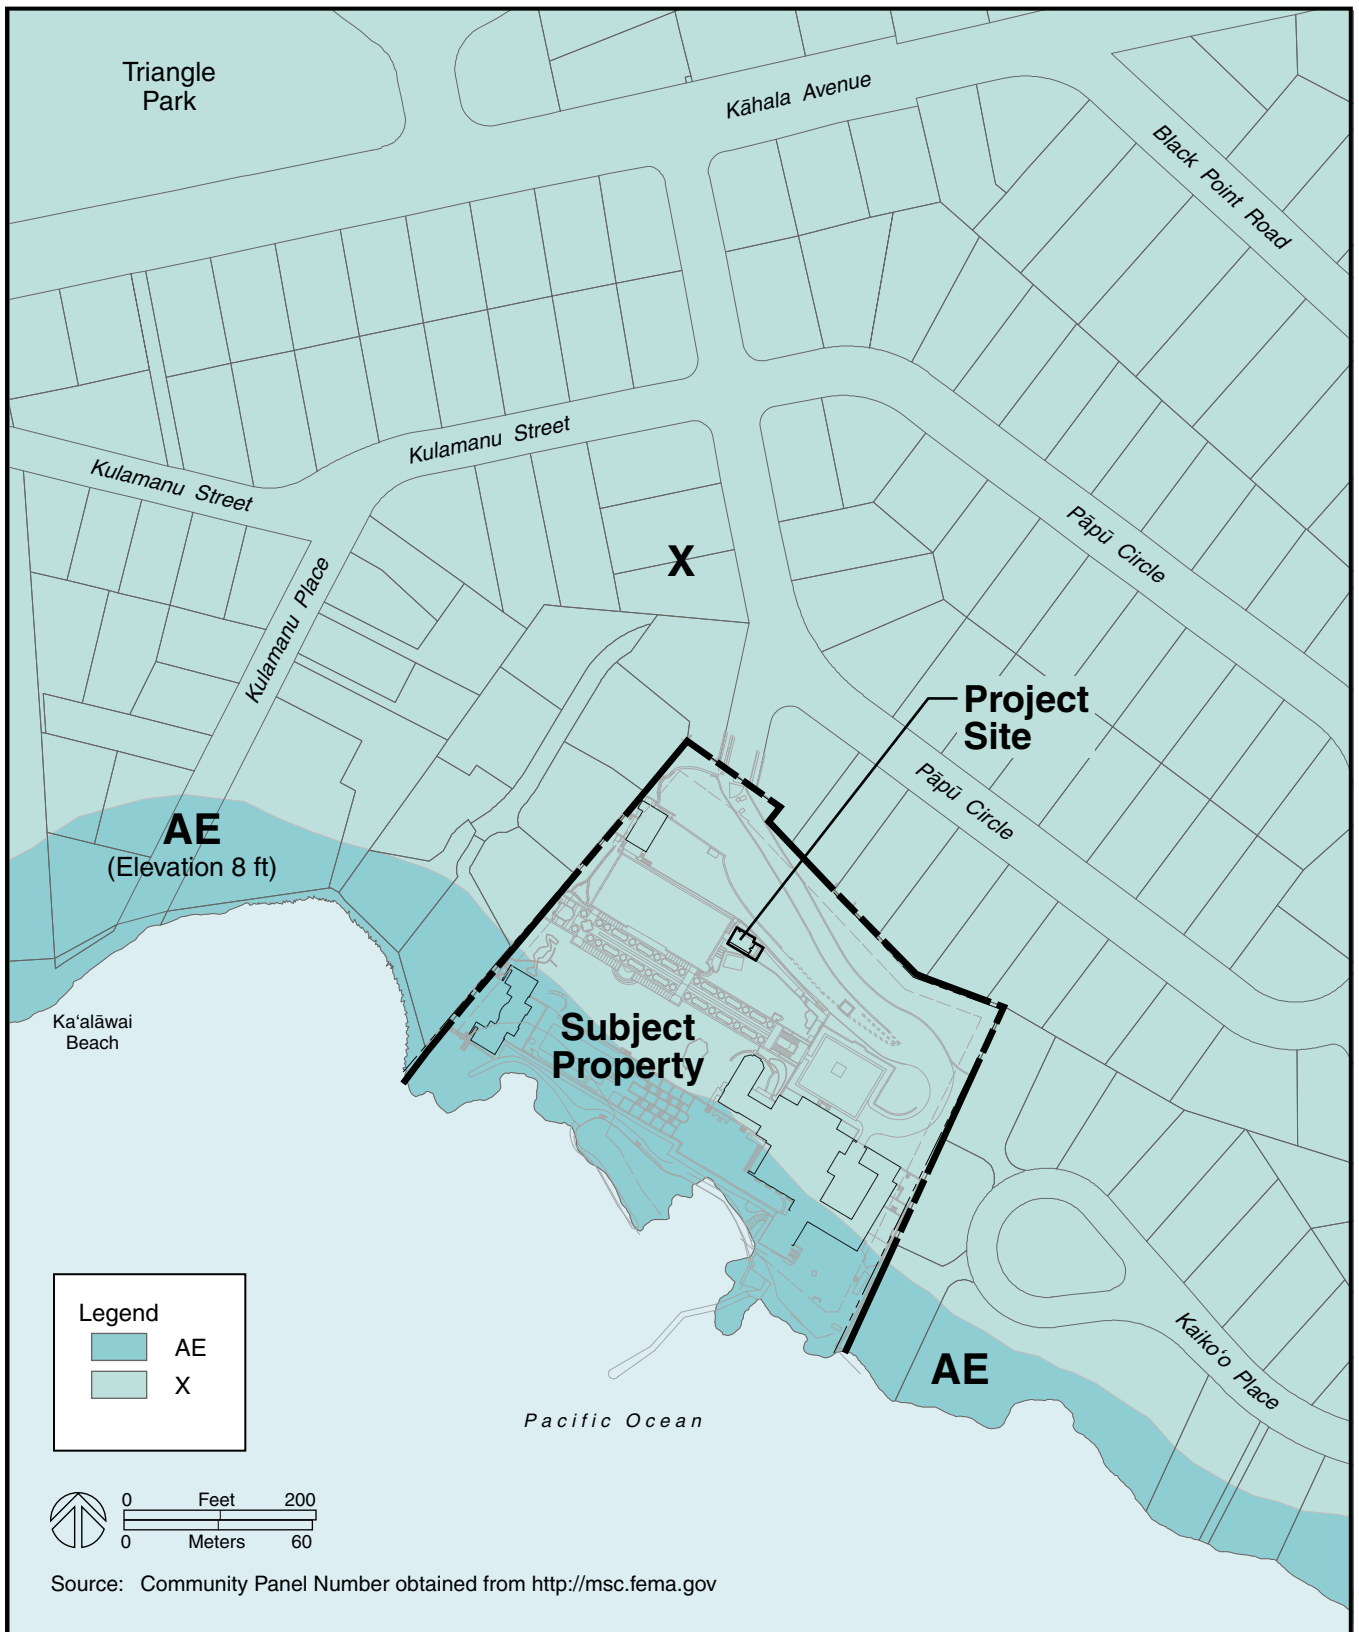 Triangle
Park
Kāhala Avenue
Black Point Road
Kulamanu Street
Kulamanu Street
Pāpū Circle
X
Kulamanu Place
Project
Site
Pāpū Circle
AE
(Elevation 8 ft)
Ka‘alāwai
Beach
Subject
Property
Legend
AE
X
Kaiko‘o Place
AE
Pacific Ocean
0 Feet 200
0 Meters 60
Source: Community Panel Number obtained from http://msc.fema.gov